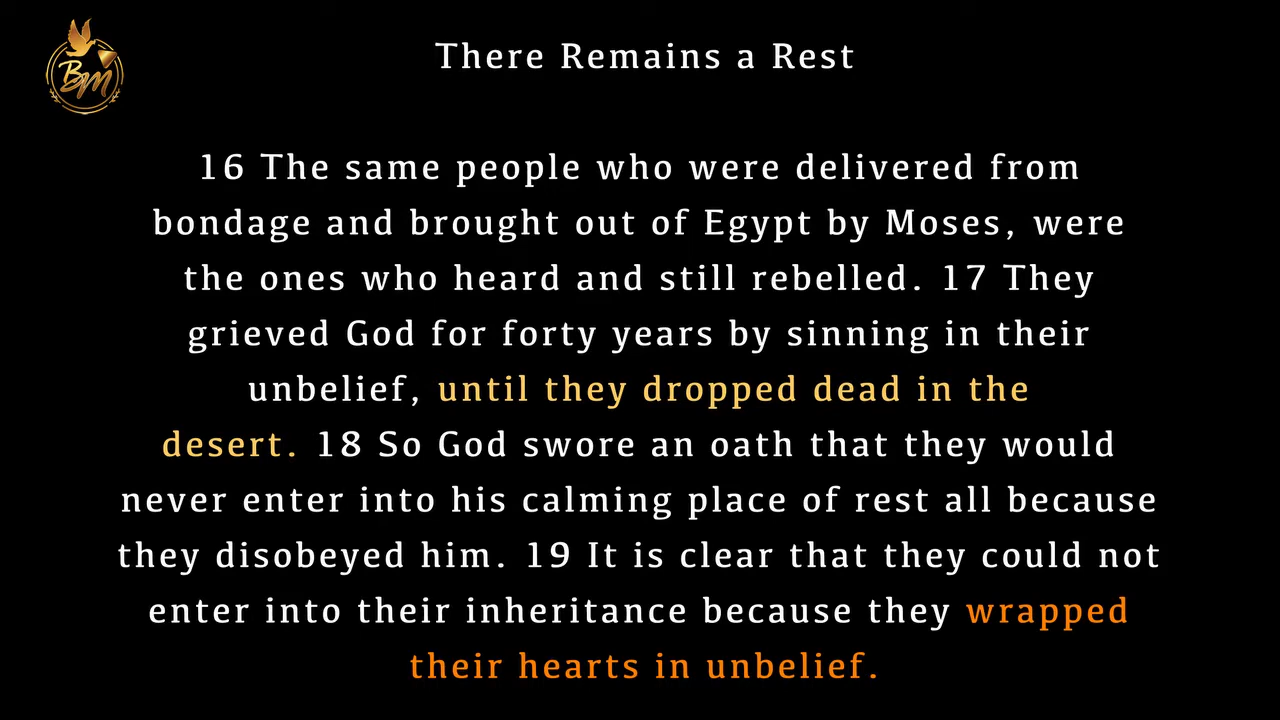 BM
There Remains a Rest
16 The same people who were delivered from
bondage and brought out of Egypt by Moses, were
the ones who heard and still rebelled. 17 They
grieved God for forty years by sinning in their
unbelief, until they dropped dead in the
desert. 18 So God swore an oath that they would
never enter into his calming place of rest all because
they disobeyed him. 19 It is clear that they could not
enter into their inheritance because they wrapped
their hearts in unbelief.